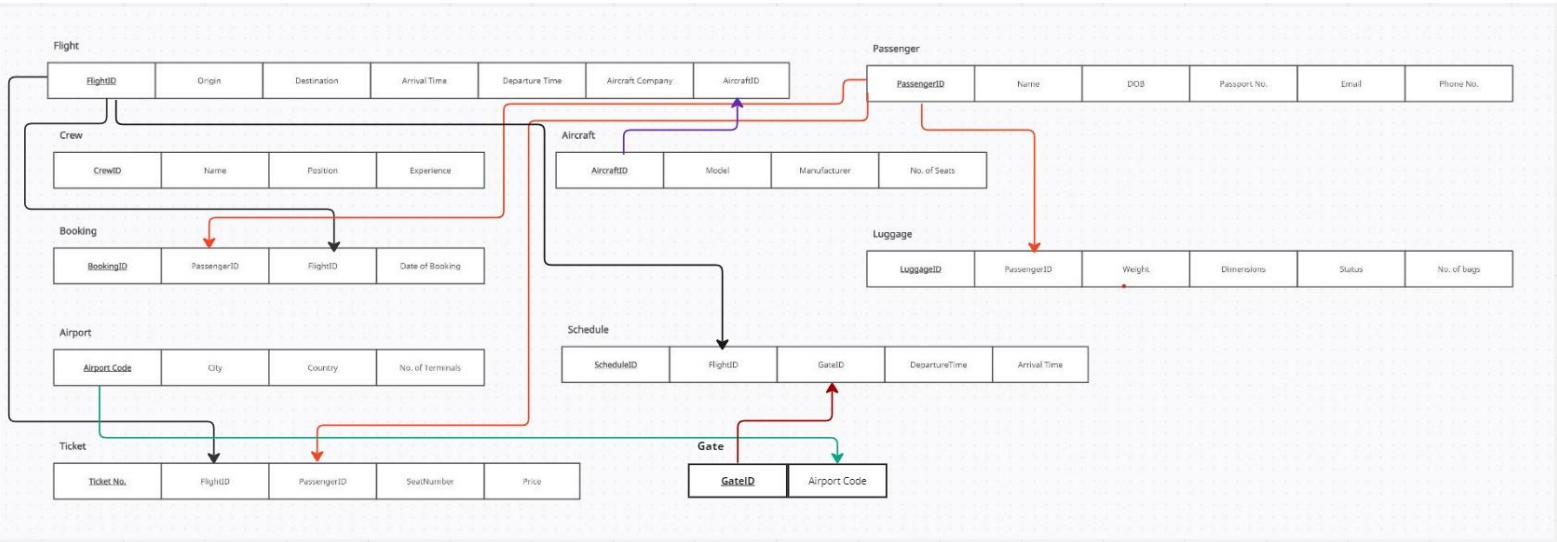 Flight
FlightID Origin Destination Arrival Time Departure Time Aircraft Company AircraftID
Passenger
PassengerID Name DOB Passport No. Email Phone No.
Crew
CrewID Name Position Experience
Aircraft
AircraftID Model Manufacturer No. of Seats
Booking
BookingID PassengerID FlightID Date of Booking
Luggage
LuggageID PassengerID Weight Dimensions Status No. of bags
Airport
Airport Code City Country No. of Terminals
Schedule
ScheduleID FlightID GateID DepartureTime Arrival Time
Ticket
Ticket No. FlightID PassengerID SeatNumber Price
Gate
GateID Airport Code